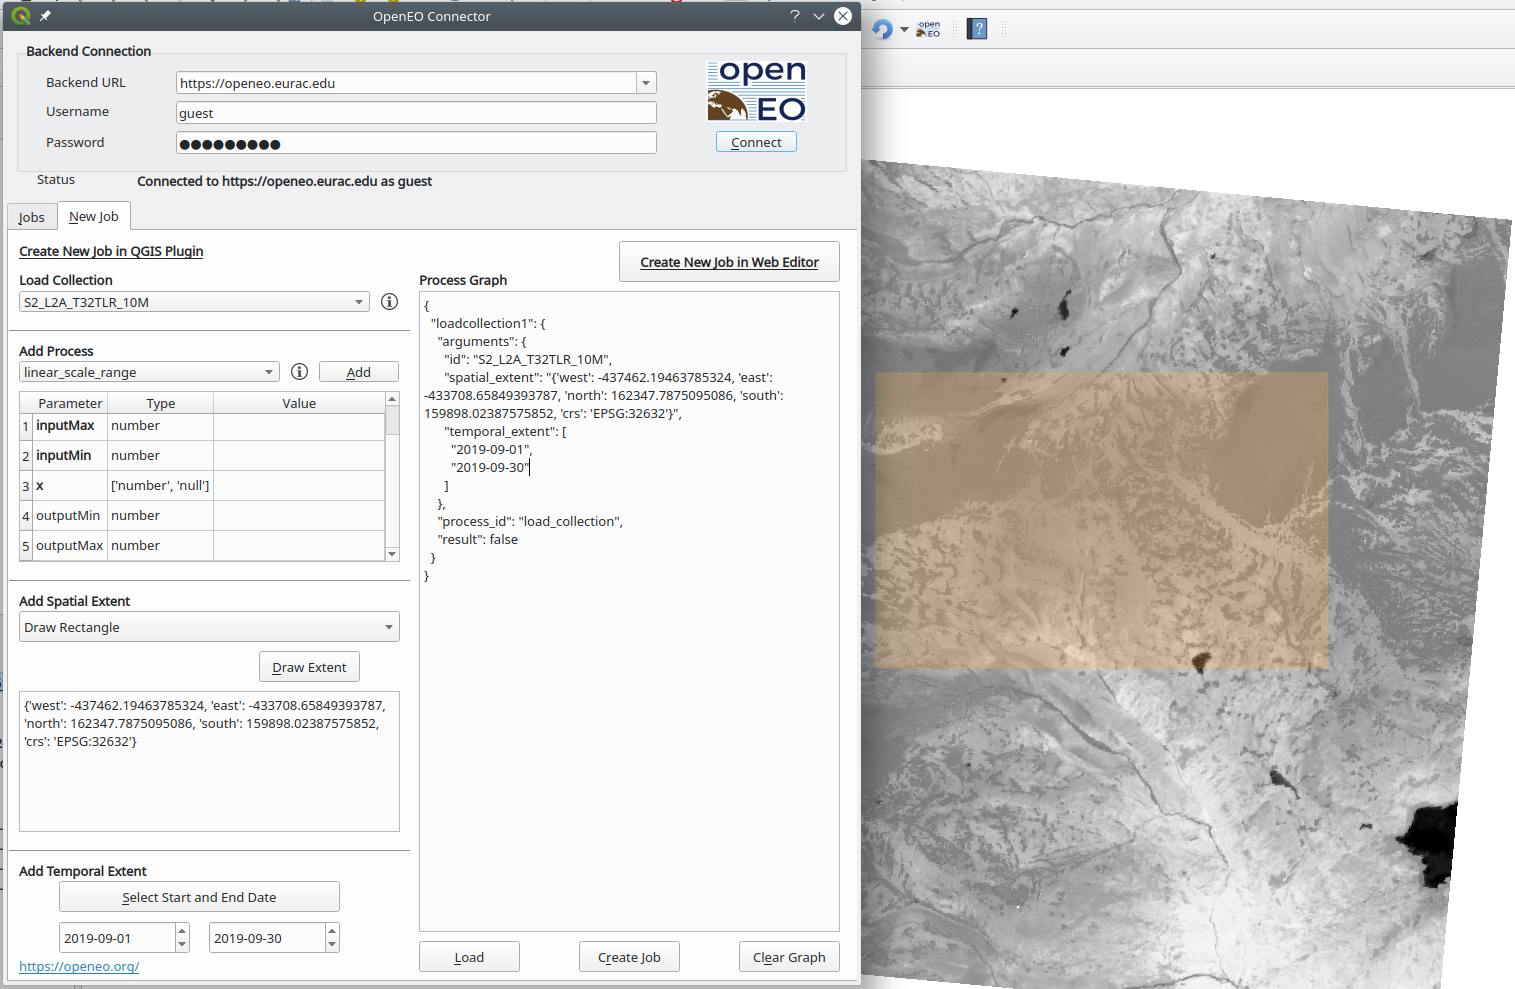 OpenEO Connector
Backend Connection
Backend URL
https://openeo.eurac.edu
Username
guest
Password
●●●●●●●●●
open
EO
Connect
Status
Connected to https://openeo.eurac.edu as guest
Jobs
New Job
Create New Job in QGIS Plugin
Create New Job in Web Editor
Load Collection
S2_L2A_T32TLR_10M
Add Process
linear_scale_range
Add
Parameter Type Value
1 inputMax number
2 inputMin number
3 x ['number', 'null']
4 outputMin number
5 outputMax number
Add Spatial Extent
Draw Rectangle
Draw Extent
{'west': -437462.19463785324, 'east': -433708.65849393787,
'north': 162347.7875095086, 'south': 159898.02387575852,
'crs': 'EPSG:32632'}
Add Temporal Extent
Select Start and End Date
2019-09-01
2019-09-30
https://openeo.org/
Process Graph
{
"loadcollection1": {
"arguments": {
"id": "S2_L2A_T32TLR_10M",
"spatial_extent": "{'west': -437462.19463785324, 'east':
-433708.65849393787, 'north': 162347.7875095086, 'south':
159898.02387575852, 'crs': 'EPSG:32632'}",
"temporal_extent": [
"2019-09-01",
"2019-09-30"
]
},
"process_id": "load_collection",
"result": false
}
}
Load
Create Job
Clear Graph
open
EO